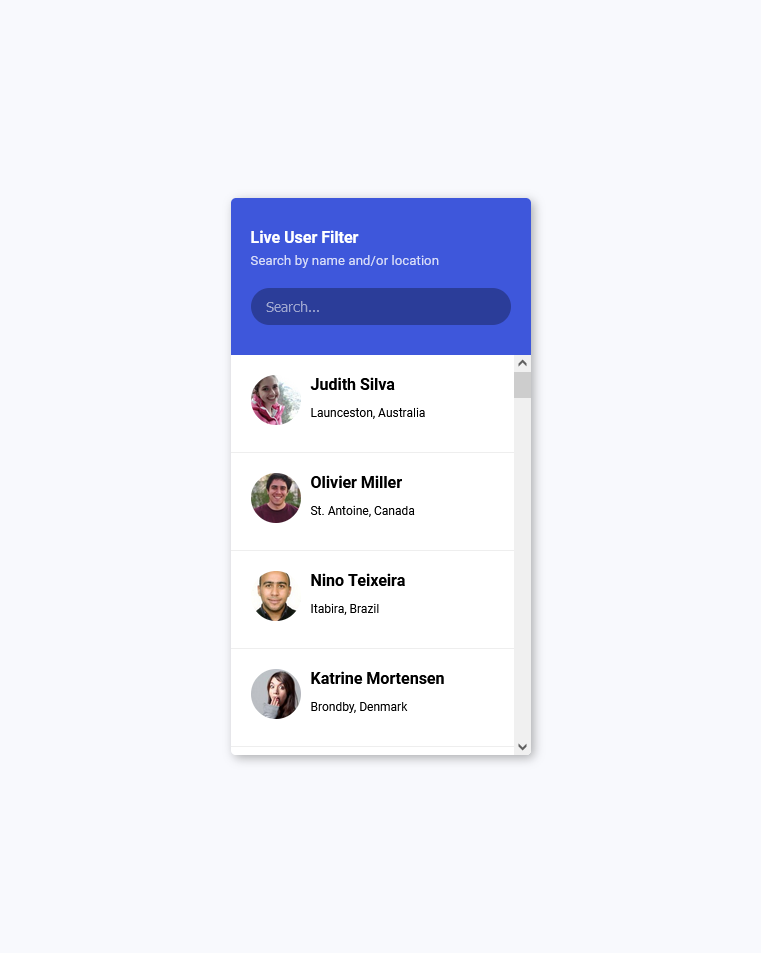 Live User Filter
Search by name and/or location
Search...
Judith Silva
Launceston, Australia
Olivier Miller
St. Antoine, Canada
Nino Teixeira
Itabira, Brazil
Katrine Mortensen
Brondby, Denmark